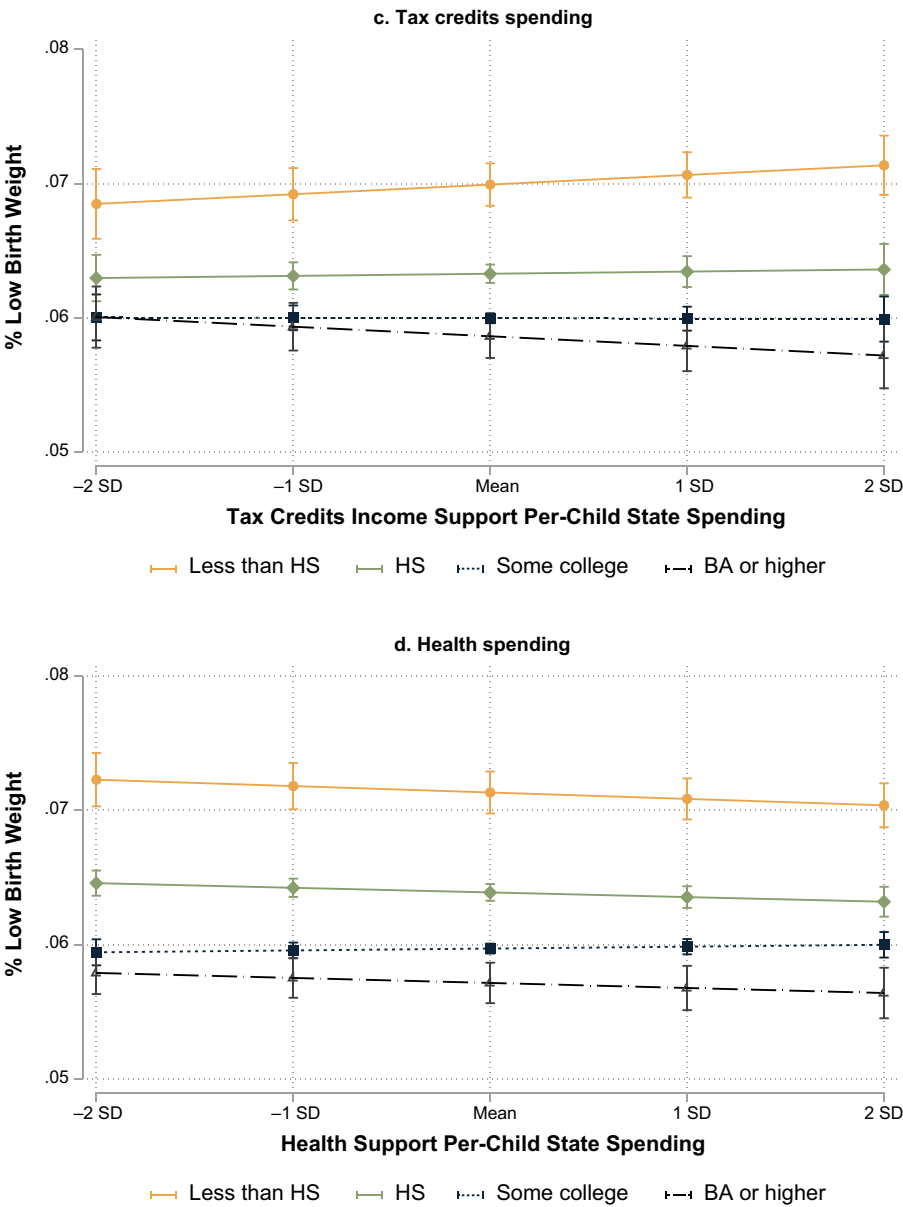 c. Tax credits spending
.08
.07
.06
.05
% Low Birth Weight
–2 SD –1 SD Mean 1 SD 2 SD
Tax Credits Income Support Per-Child State Spending
Less than HS HS Some college BA or higher
d. Health spending
.08
.07
.06
.05
% Low Birth Weight
–2 SD –1 SD Mean 1 SD 2 SD
Health Support Per-Child State Spending
Less than HS HS Some college BA or higher